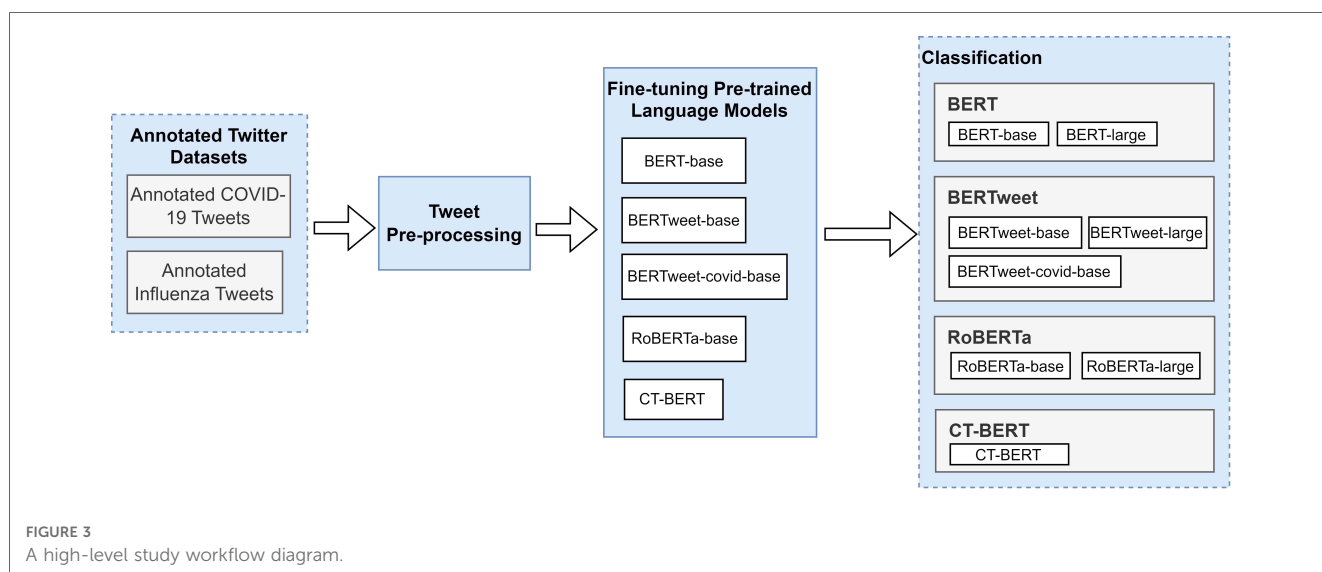 Annotated Twitter
Datasets
Annotated COVID-
19 Tweets
Annotated
Influenza Tweets
Tweet
Pre-processing
Fine-tuning Pre-trained
Language Models
BERT-base
BERTweet-base
BERTweet-covid-base
RoBERTa-base
CT-BERT
Classification
BERT
BERT-base BERT-large
BERTweet
BERTweet-base BERTweet-large
BERTweet-covid-base
RoBERTa
RoBERTa-base RoBERTa-large
CT-BERT
CT-BERT
FIGURE 3
A high-level study workflow diagram.